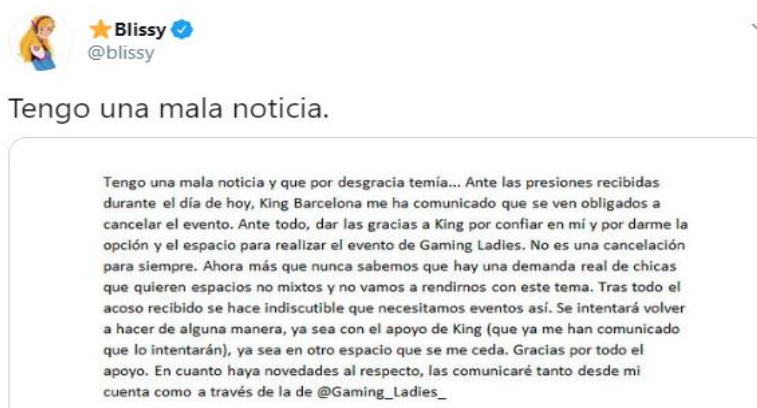 Blissy
@blissy
Tengo una mala noticia.
Tengo una mala noticia y que por desgracia temía... Ante las presiones recibidas
durante el día de hoy, King Barcelona me ha comunicado que se ven obligados a
cancelar el evento. Ante todo, dar las gracias a King por confiar en mí y por darme la
opción y el espacio para realizar el evento de Gaming Ladies. No es una cancelación
para siempre. Ahora más que nunca sabemos que hay una demanda real de chicas
que quieren espacios no mixtos y no vamos a rendirnos con este tema. Tras todo el
acoso recibido se hace indiscutible que necesitamos eventos así. Se intentará volver
a hacer de alguna manera, ya sea con el apoyo de King (que ya me han comunicado
que lo intentarán), ya sea en otro espacio que se me ceda. Gracias por todo el
apoyo. En cuanto haya novedades al respecto, las comunicaré tanto desde mi
cuenta como a través de la de @Gaming_Ladies_